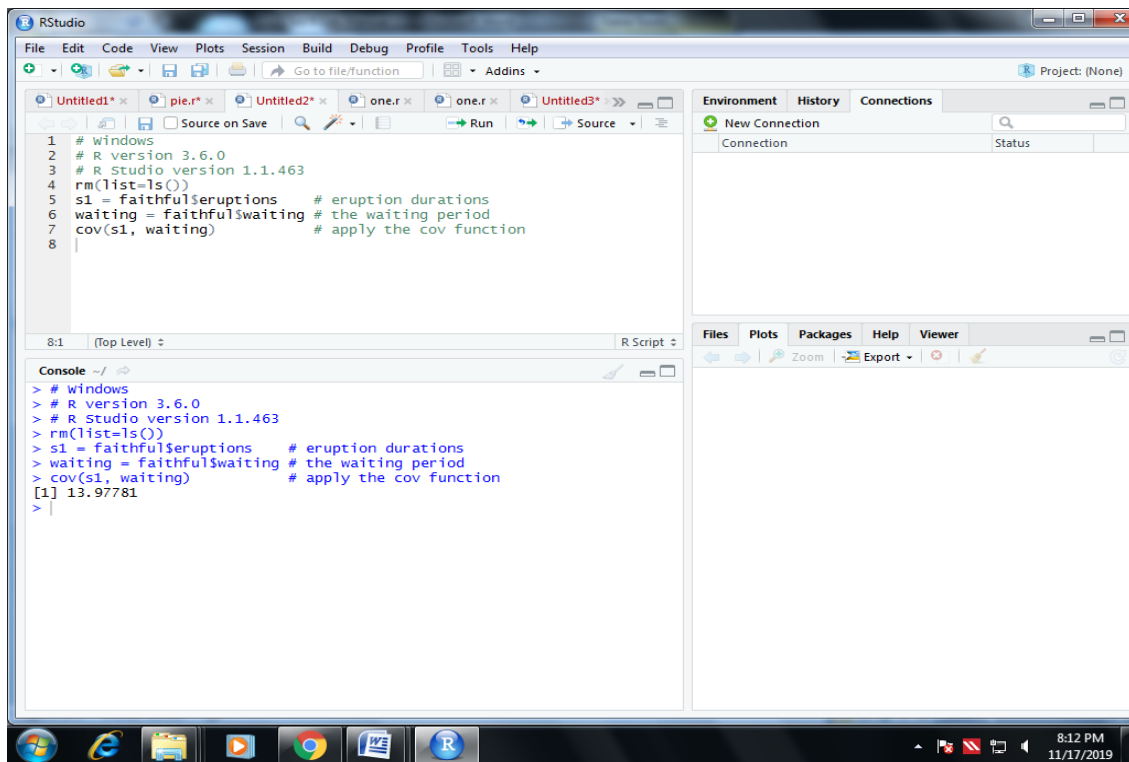 RStudio
File Edit Code View Plots Session Build Debug Profile Tools Help
Go to file/function Addins Project: (None)
Untitled1* pie.r* Untitled2* one.r one.r Untitled3*
Source on Save Run Source
1 # Windows
2 # R version 3.6.0
3 # R Studio version 1.1.463
4 rm(list=ls())
5 s1 = faithful$eruptions # eruption durations
6 waiting = faithful$waiting # the waiting period
7 cov(s1, waiting) # apply the cov function
8
8:1 (Top Level) R Script
Console ~/
> # Windows
> # R version 3.6.0
> # R Studio version 1.1.463
> rm(list=ls())
> s1 = faithful$eruptions # eruption durations
> waiting = faithful$waiting # the waiting period
> cov(s1, waiting) # apply the cov function
[1] 13.97781
>
Environment History Connections
New Connection
Connection Status
Files Plots Packages Help Viewer
Zoom Export
8:12 PM
11/17/2019